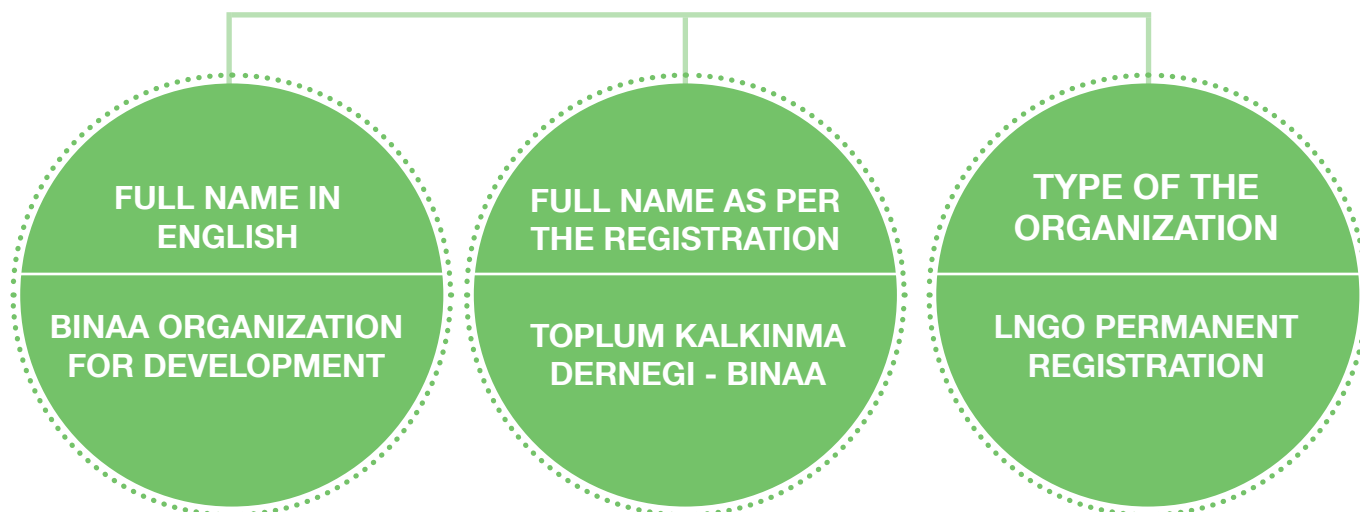 FULL NAME IN
ENGLISH
BINAA ORGANIZATION
FOR DEVELOPMENT
FULL NAME AS PER
THE REGISTRATION
TOPLUM KALKINMA
DERNEGI - BINAA
TYPE OF THE
ORGANIZATION
LNGO PERMANENT
REGISTRATION